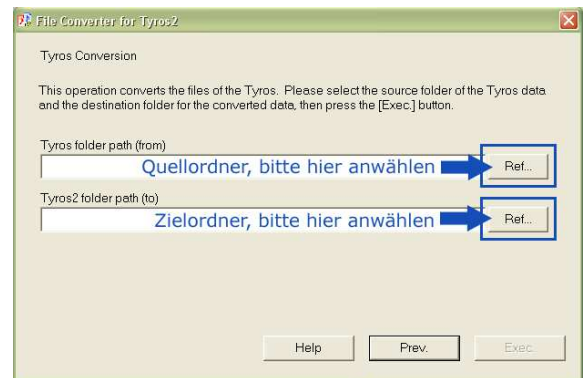 File Converter for Tyros2
Tyros Conversion
This operation converts the files of the Tyros. Please select the source folder of the Tyros data
and the destination folder for the converted data, then press the [Exec.] button.
Tyros folder path (from)
Quellordner, bitte hier anwählen Ref...
Tyros2 folder path (to)
Zielordner, bitte hier anwählen Ref...
Help Prev. Exec.